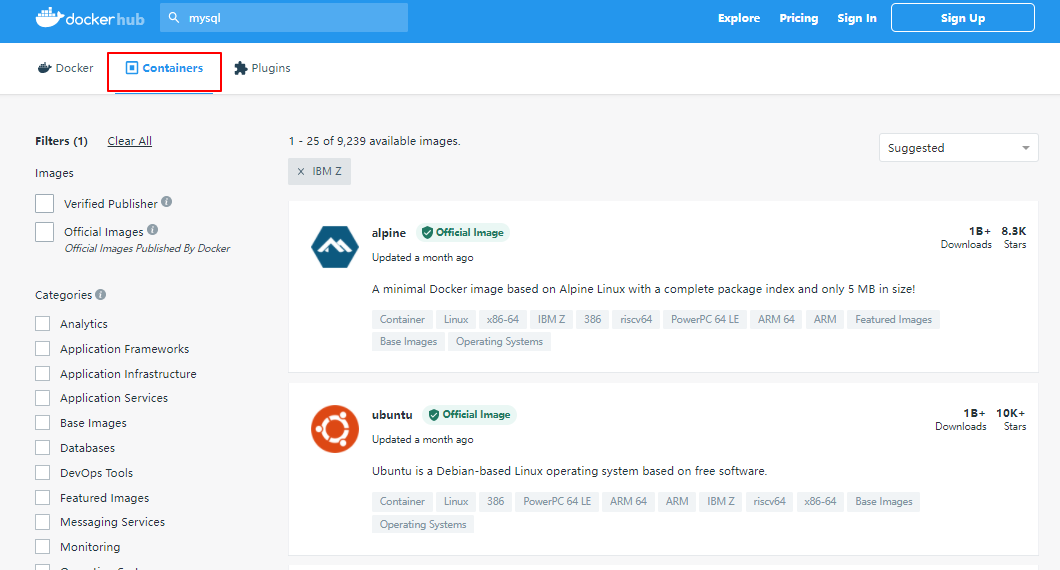 dockerhub
mysql
Explore
Pricing
Sign In
Sign Up
Docker
Containers
Plugins
Filters (1)
Clear All
Images
Verified Publisher
Official Images
Official Images Published By Docker
Categories
Analytics
Application Frameworks
Application Infrastructure
Application Services
Base Images
Databases
DevOps Tools
Featured Images
Messaging Services
Monitoring
1 - 25 of 9,239 available images.
Suggested
× IBM Z
alpine Official Image
1B+ 8.3K
Downloads Stars
Updated a month ago
A minimal Docker image based on Alpine Linux with a complete package index and only 5 MB in size!
Container Linux x86-64 IBM Z 386 riscv64 PowerPC 64 LE ARM 64 ARM Featured Images
Base Images Operating Systems
ubuntu Official Image
1B+ 10K+
Downloads Stars
Updated a month ago
Ubuntu is a Debian-based Linux operating system based on free software.
Container Linux 386 PowerPC 64 LE ARM 64 ARM IBM Z riscv64 x86-64 Base Images
Operating Systems